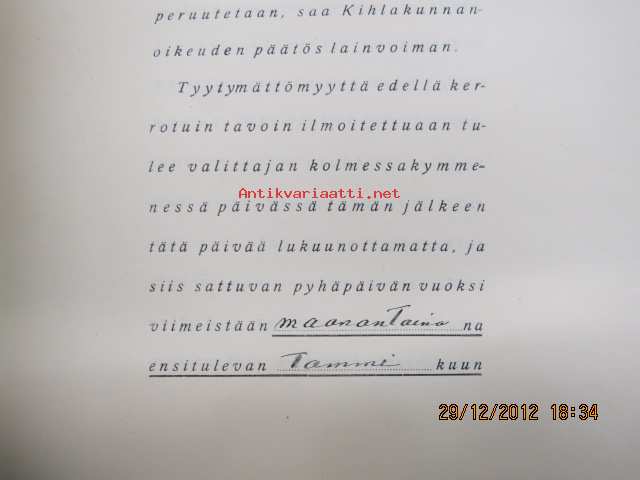 peruutetaan, saa Kihlakunnan-
oikeuden päätös lainvoiman.
Tyytymättömyyttä edellä ker-
rotuin tavoin ilmoitettuaan tu-
lee valittajan kolmessakymme-
Antikvariaatti.net
nessä päivässä tämän jälkeen
tätä päivää lukuunottamatta, ja
siis sattuvan pyhäpäivän vuoksi
viimeistään maanantaina na
ensitulevan Tammi kuun
29/12/2012 18:34